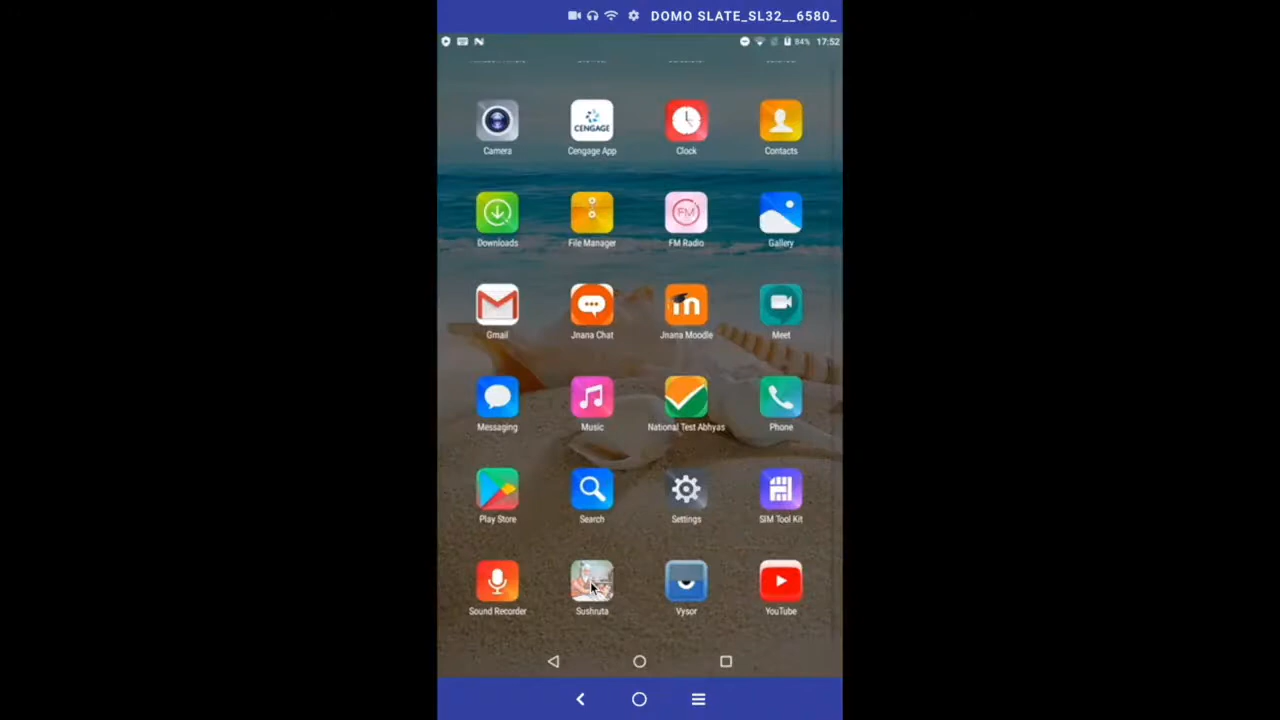 DOMO SLATE_SL32__6580_
84% 17:52
Camera
CENGAGE
Cengage App
Clock
Contacts
Downloads
File Manager
FM
FM Radio
Gallery
Gmail
Jnana Chat
Jnana Moodle
Meet
Messaging
Music
National Test Abhyas
Phone
Play Store
Search
Settings
SIM Tool Kit
Sound Recorder
Sushruta
Vysor
YouTube